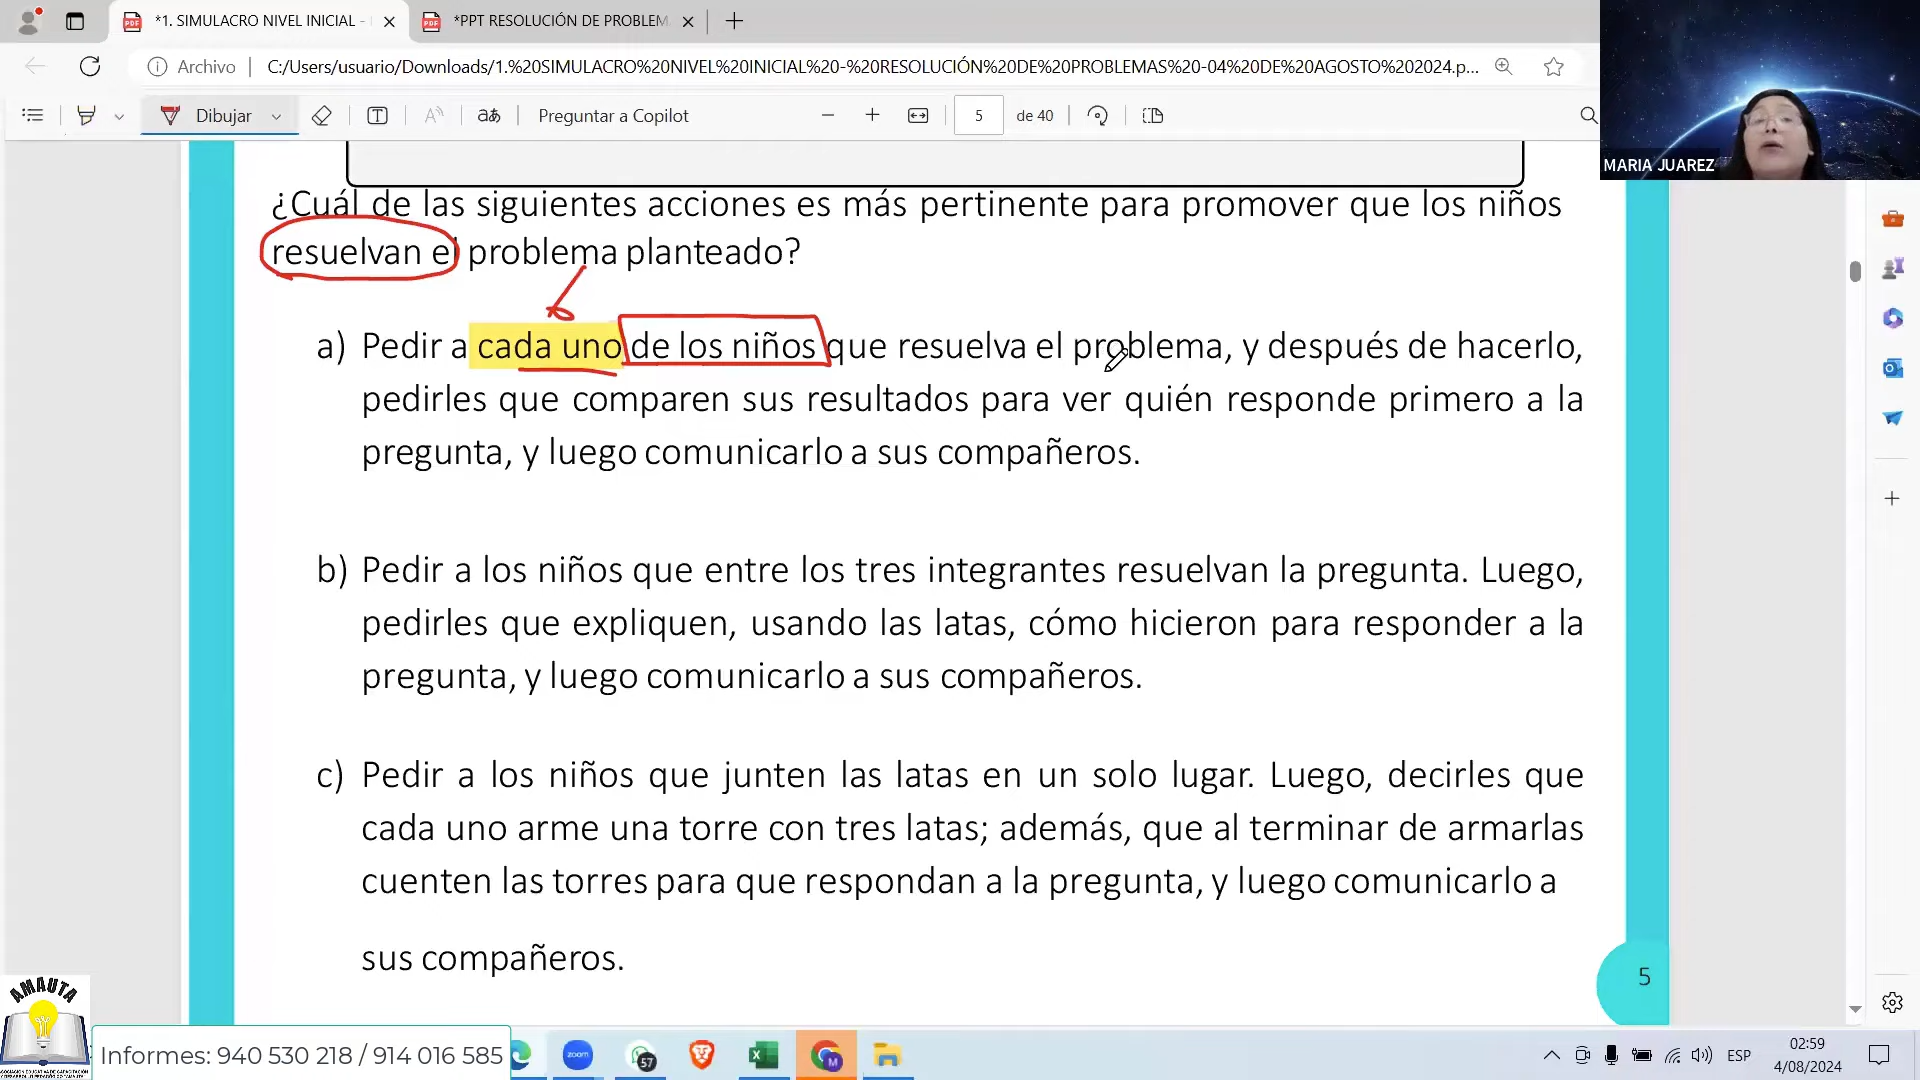 *1. SIMULACRO NIVEL INICIAL -
*PPT RESOLUCIÓN DE PROBLEM
Archivo
C:/Users/usuario/Downloads/1.%20SIMULACRO%20NIVEL%20INICIAL%20-%20RESOLUCIÓN%20DE%20PROBLEMAS%20-04%20DE%20AGOSTO%202024.p...
Dibujar
Preguntar a Copilot
5 de 40
MARIA JUAREZ
¿Cuál de las siguientes acciones es más pertinente para promover que los niños
resuelvan el problema planteado?
a) Pedir a cada uno de los niños que resuelva el problema, y después de hacerlo,
pedirles que comparen sus resultados para ver quién responde primero a la
pregunta, y luego comunicarlo a sus compañeros.
b) Pedir a los niños que entre los tres integrantes resuelvan la pregunta. Luego,
pedirles que expliquen, usando las latas, cómo hicieron para responder a la
pregunta, y luego comunicarlo a sus compañeros.
c) Pedir a los niños que junten las latas en un solo lugar. Luego, decirles que
cada uno arme una torre con tres latas; además, que al terminar de armarlas
cuenten las torres para que respondan a la pregunta, y luego comunicarlo a
sus compañeros.
5
AMAUTA
Informes: 940 530 218 / 914 016 585
zoom
57
M
ESP
02:59
4/08/2024